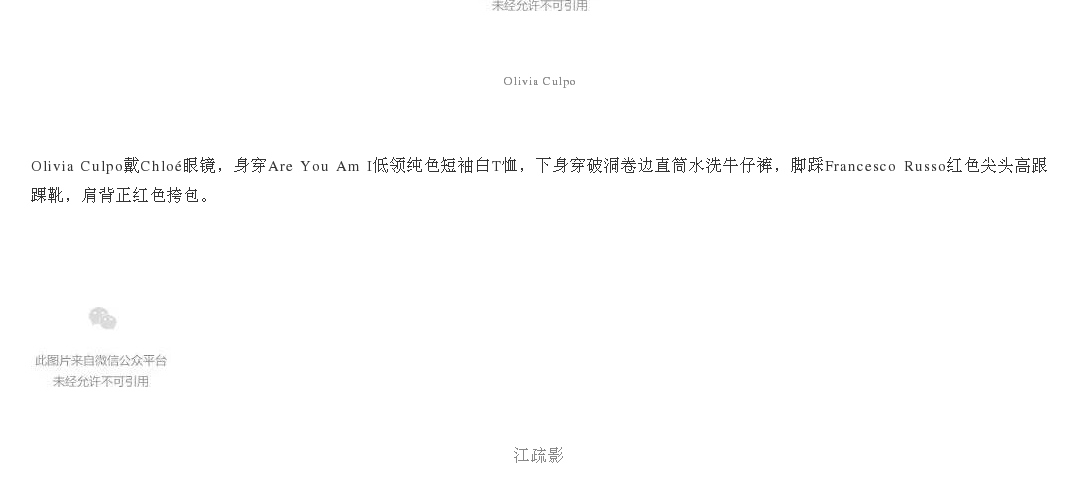 未经允许不可引用
Olivia Culpo
Olivia Culpo戴Chloé眼镜，身穿Are You Am I低领纯色短袖白T恤，下身穿破洞卷边直筒水洗牛仔裤，脚踩Francesco Russo红色尖头高跟
踝靴，肩背正红色挎包。
此图片来自微信公众平台
未经允许不可引用
江疏影